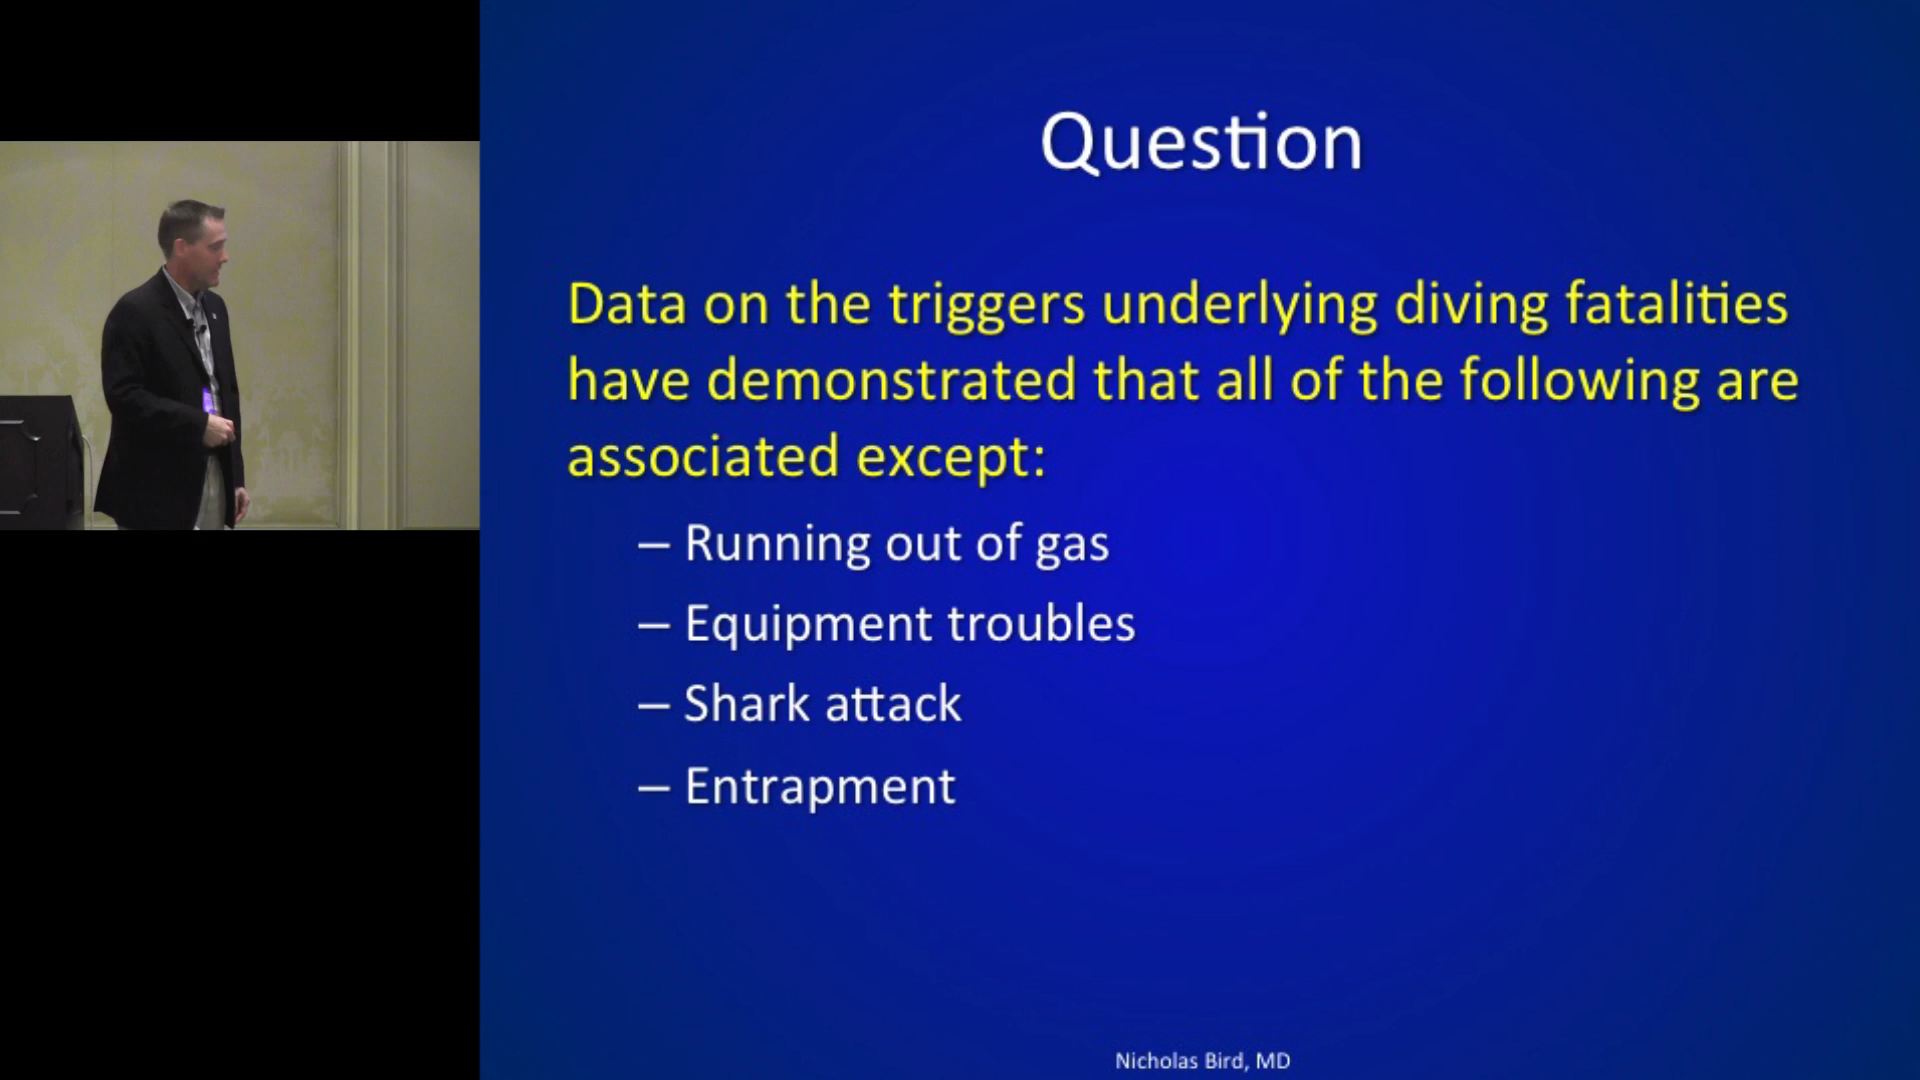 Question
Data on the triggers underlying diving fatalities
have demonstrated that all of the following are
associated except:
– Running out of gas
– Equipment troubles
– Shark attack
– Entrapment
Nicholas Bird, MD